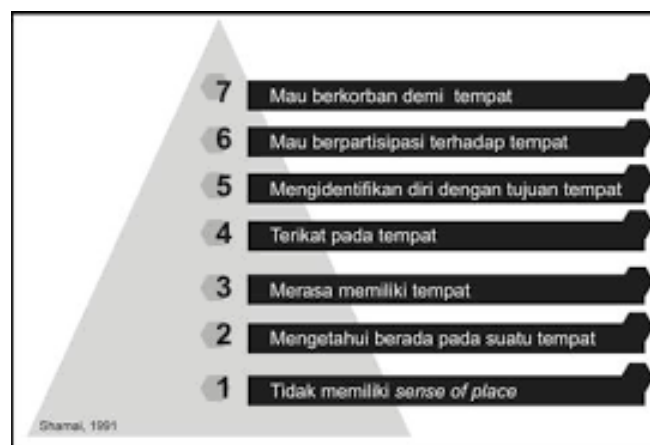 7 Mau berkorban demi tempat
6 Mau berpartisipasi terhadap tempat
5 Mengidentifikan diri dengan tujuan tempat
4 Terikat pada tempat
3 Merasa memiliki tempat
2 Mengetahui berada pada suatu tempat
1 Tidak memiliki sense of place
Shamai, 1991